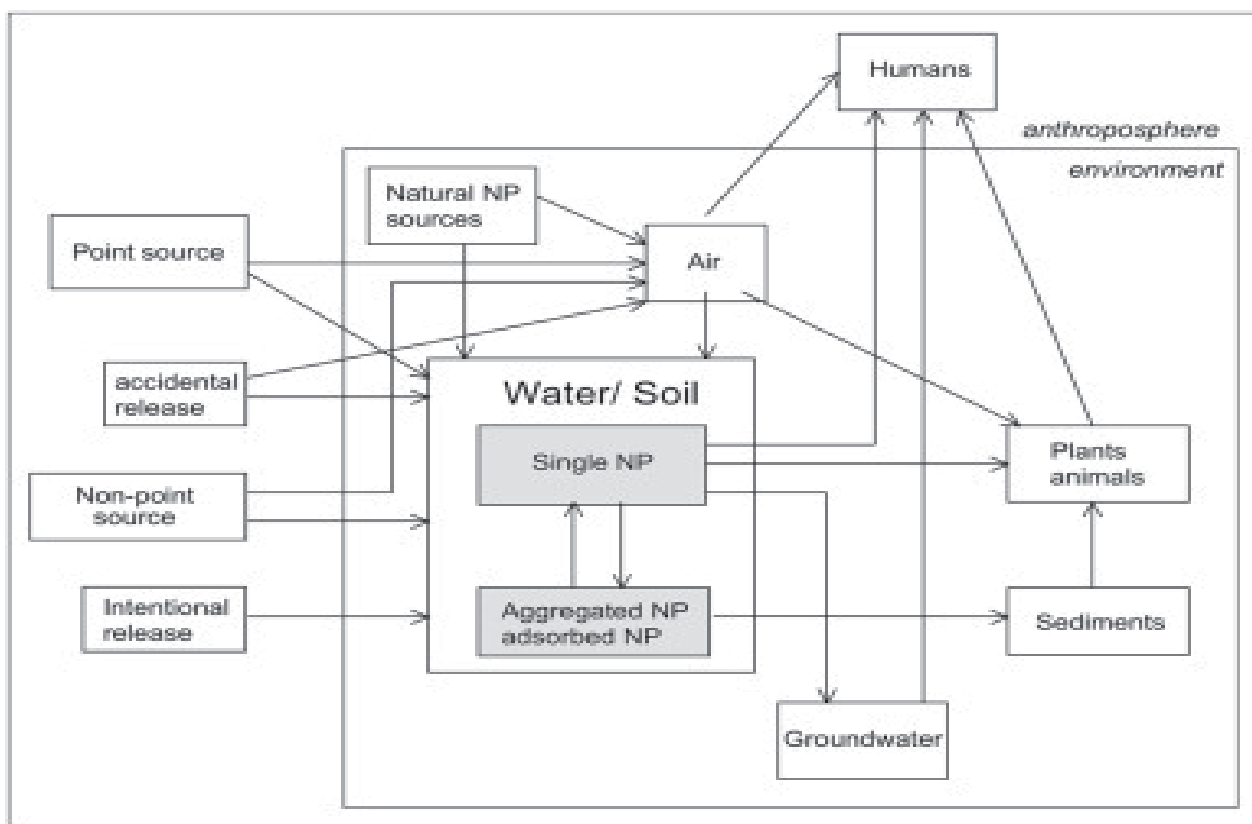 Humans
anthroposphere
environment
Natural NP
sources
Point source
Air
accidental
release
Water/ Soil
Single NP
Plants
animals
Non-point
source
Intentional
release
Aggregated NP
adsorbed NP
Sediments
Groundwater